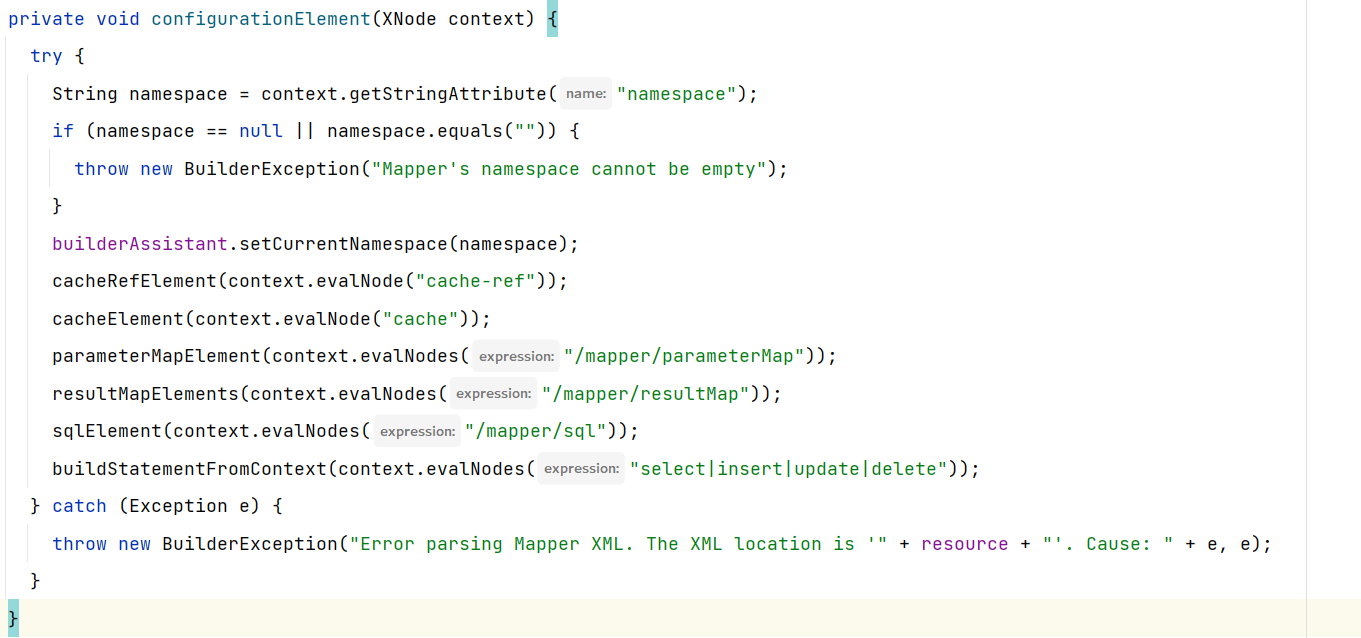 private void configurationElement(XNode context) {
try {
String namespace = context.getStringAttribute( name: "namespace");
if (namespace == null || namespace.equals("")) {
throw new BuilderException("Mapper's namespace cannot be empty");
}
builderAssistant.setCurrentNamespace(namespace);
cacheRefElement(context.evalNode("cache-ref"));
cacheElement(context.evalNode("cache"));
parameterMapElement(context.evalNodes( expression: "/mapper/parameterMap"));
resultMapElements(context.evalNodes( expression: "/mapper/resultMap"));
sqlElement(context.evalNodes( expression: "/mapper/sql"));
buildStatementFromContext(context.evalNodes( expression: "select|insert|update|delete"));
} catch (Exception e) {
throw new BuilderException("Error parsing Mapper XML. The XML location is '" + resource + "'. Cause: " + e, e);
}
}